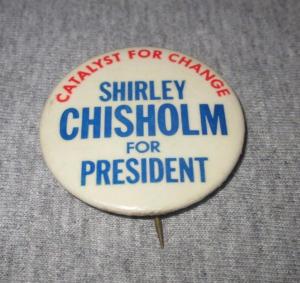 CATALYST FOR CHANGE
SHIRLEY
CHISHOLM
FOR
PRESIDENT